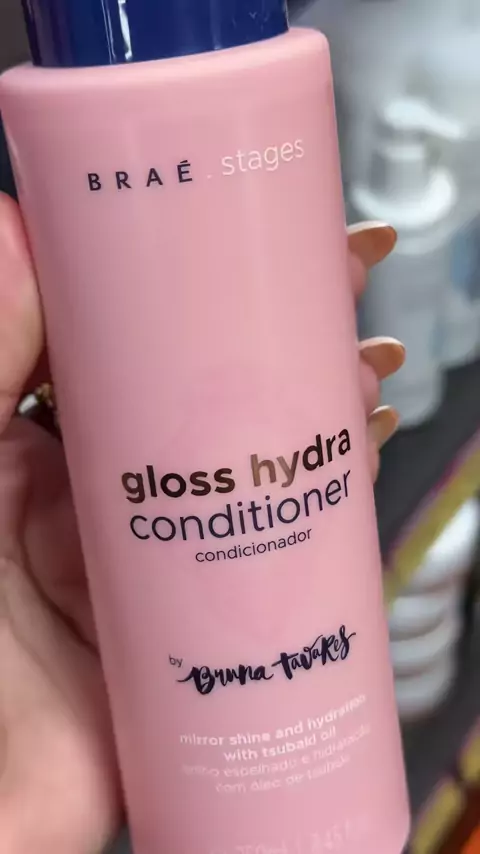 BRAÉ. stages
gloss hydra
conditioner
condicionador
by Bruna Tavares
mirror shine and hydration
with tsubaki oil
brilho espelhado e hidratação
com óleo de tsubaki
250ml